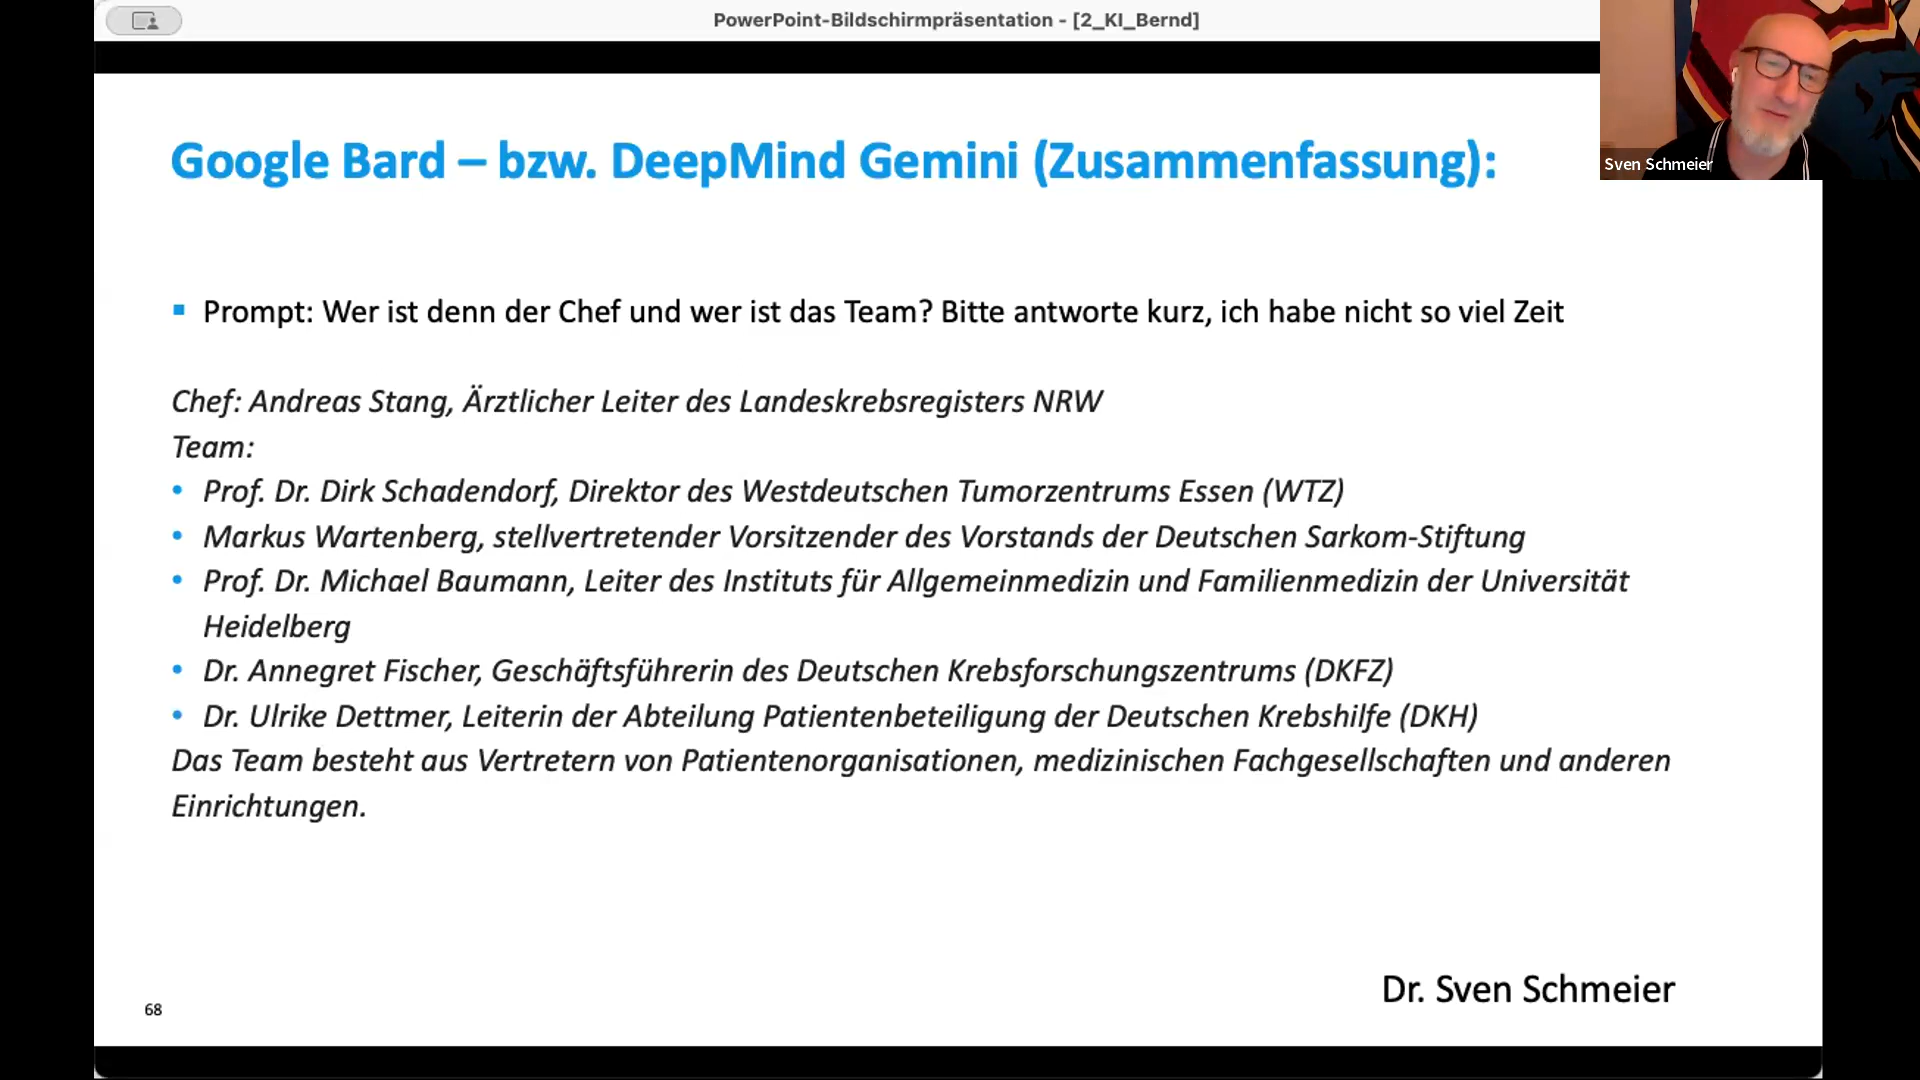 PowerPoint-Bildschirmpräsentation - [2_KI_Bernd]
Sven Schmeier
Google Bard – bzw. DeepMind Gemini (Zusammenfassung):
Prompt: Wer ist denn der Chef und wer ist das Team? Bitte antworte kurz, ich habe nicht so viel Zeit
Chef: Andreas Stang, Ärztlicher Leiter des Landeskrebsregisters NRW
Team:
• Prof. Dr. Dirk Schadendorf, Direktor des Westdeutschen Tumorzentrums Essen (WTZ)
• Markus Wartenberg, stellvertretender Vorsitzender des Vorstands der Deutschen Sarkom-Stiftung
• Prof. Dr. Michael Baumann, Leiter des Instituts für Allgemeinmedizin und Familienmedizin der Universität
Heidelberg
• Dr. Annegret Fischer, Geschäftsführerin des Deutschen Krebsforschungszentrums (DKFZ)
• Dr. Ulrike Dettmer, Leiterin der Abteilung Patientenbeteiligung der Deutschen Krebshilfe (DKH)
Das Team besteht aus Vertretern von Patientenorganisationen, medizinischen Fachgesellschaften und anderen
Einrichtungen.
Dr. Sven Schmeier
68